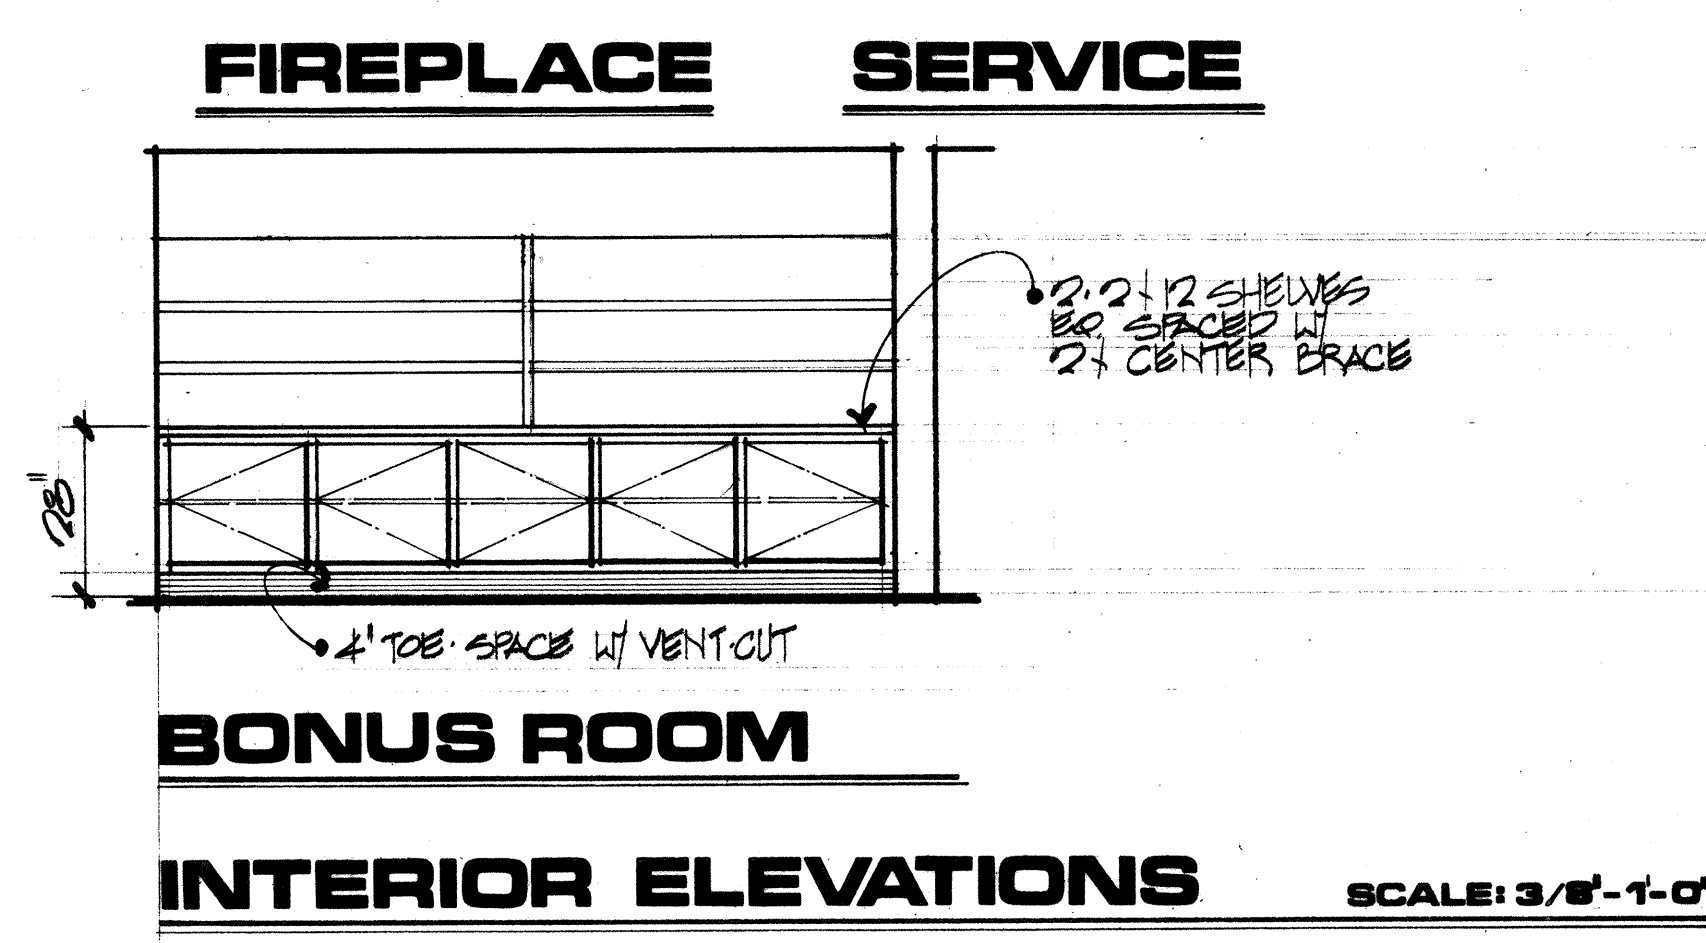 FIREPLACE SERVICE
2·2x12 SHELVES
EQ. SPACED W/
2x CENTER BRACE
28"
4" TOE·SPACE W/ VENT·CUT
BONUS ROOM
INTERIOR ELEVATIONS
SCALE: 3/8"-1'-0"